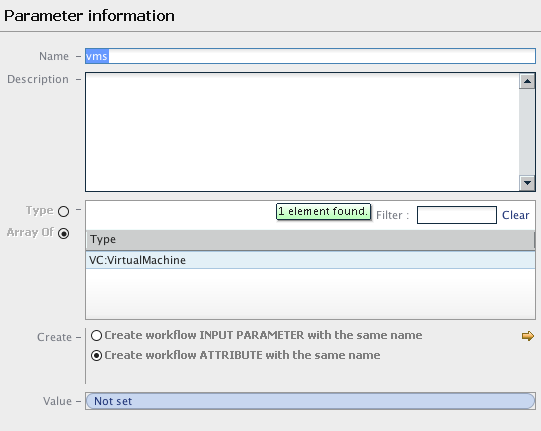 Parameter information
Name
vms
Description
Type
1 element found.
Filter :
Clear
Array Of
Type
VC:VirtualMachine
Create
Create workflow INPUT PARAMETER with the same name
Create workflow ATTRIBUTE with the same name
Value
Not set